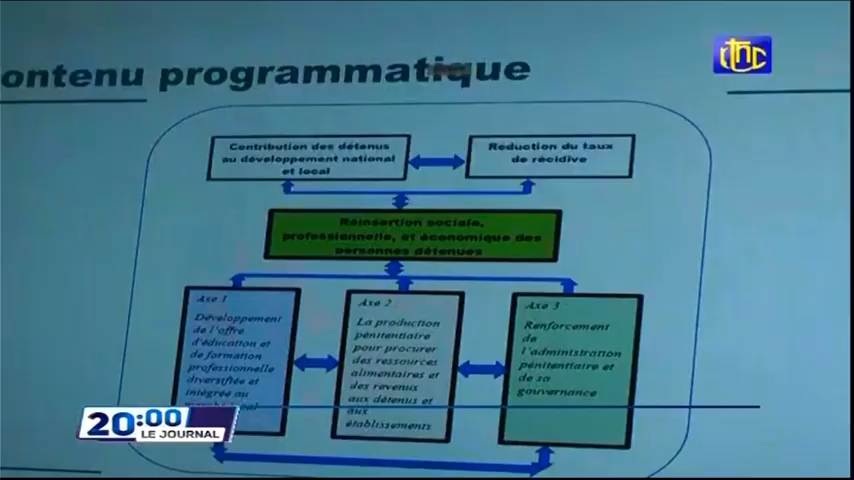 ontenu programmatique
rtnc
Contribution des détenus
au développement national
et local
Réduction du taux
de récidive
Réinsertion sociale,
professionnelle, et économique des
personnes détenues
Axe 1
Développement
de l'offre
d'éducation et
de formation
professionnelle
diversifiée et
intégrée au
Axe 2
La production
pénitentiaire
pour procurer
des ressources
alimentaires et
des revenus
aux détenus et
aux
établissements
Axe 3
Renforcement
de
l'administration
pénitentiaire et
de sa
gouvernance
20:00
LE JOURNAL